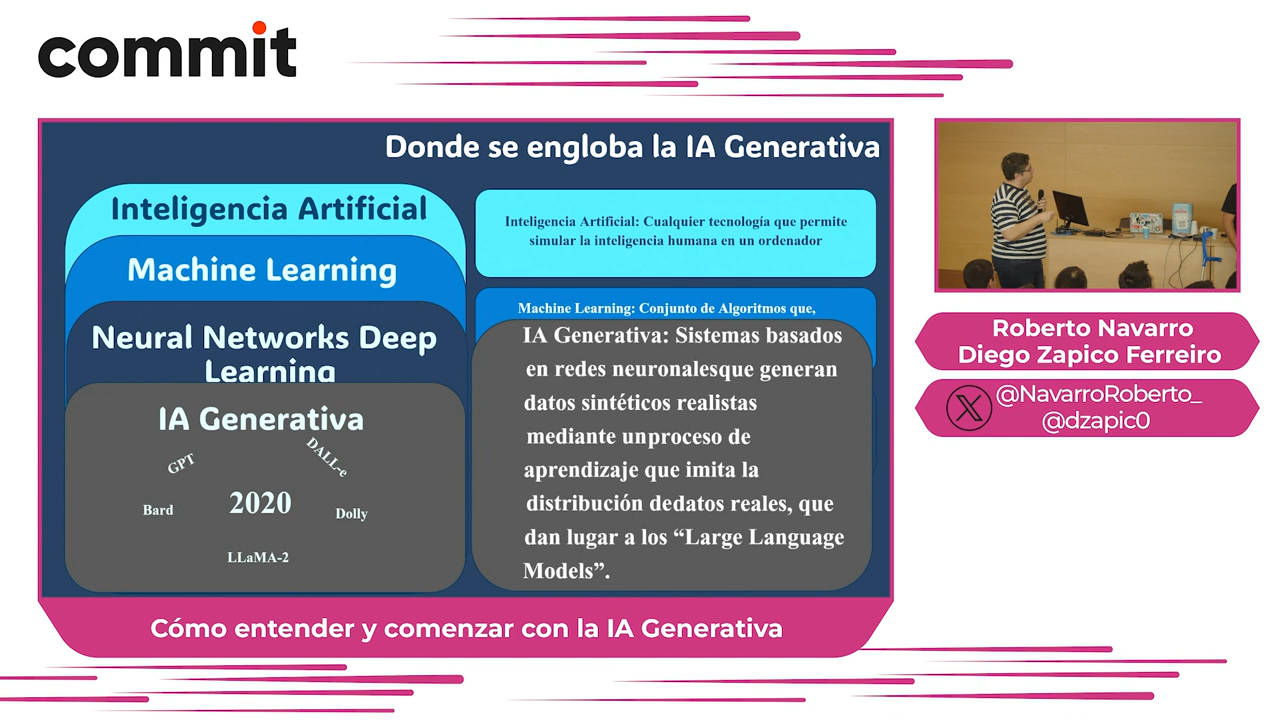 commit
Donde se engloba la IA Generativa
Inteligencia Artificial
Machine Learning
Neural Networks Deep
Learning
IA Generativa
GPT
DALL-e
Bard
2020
Dolly
LLaMA-2
Inteligencia Artificial: Cualquier tecnología que permite
simular la inteligencia humana en un ordenador
Machine Learning: Conjunto de Algoritmos que,
IA Generativa: Sistemas basados
en redes neuronalesque generan
datos sintéticos realistas
mediante unproceso de
aprendizaje que imita la
distribución dedatos reales, que
dan lugar a los “Large Language
Models”.
Roberto Navarro
Diego Zapico Ferreiro
@NavarroRoberto_
@dzapic0
Cómo entender y comenzar con la IA Generativa